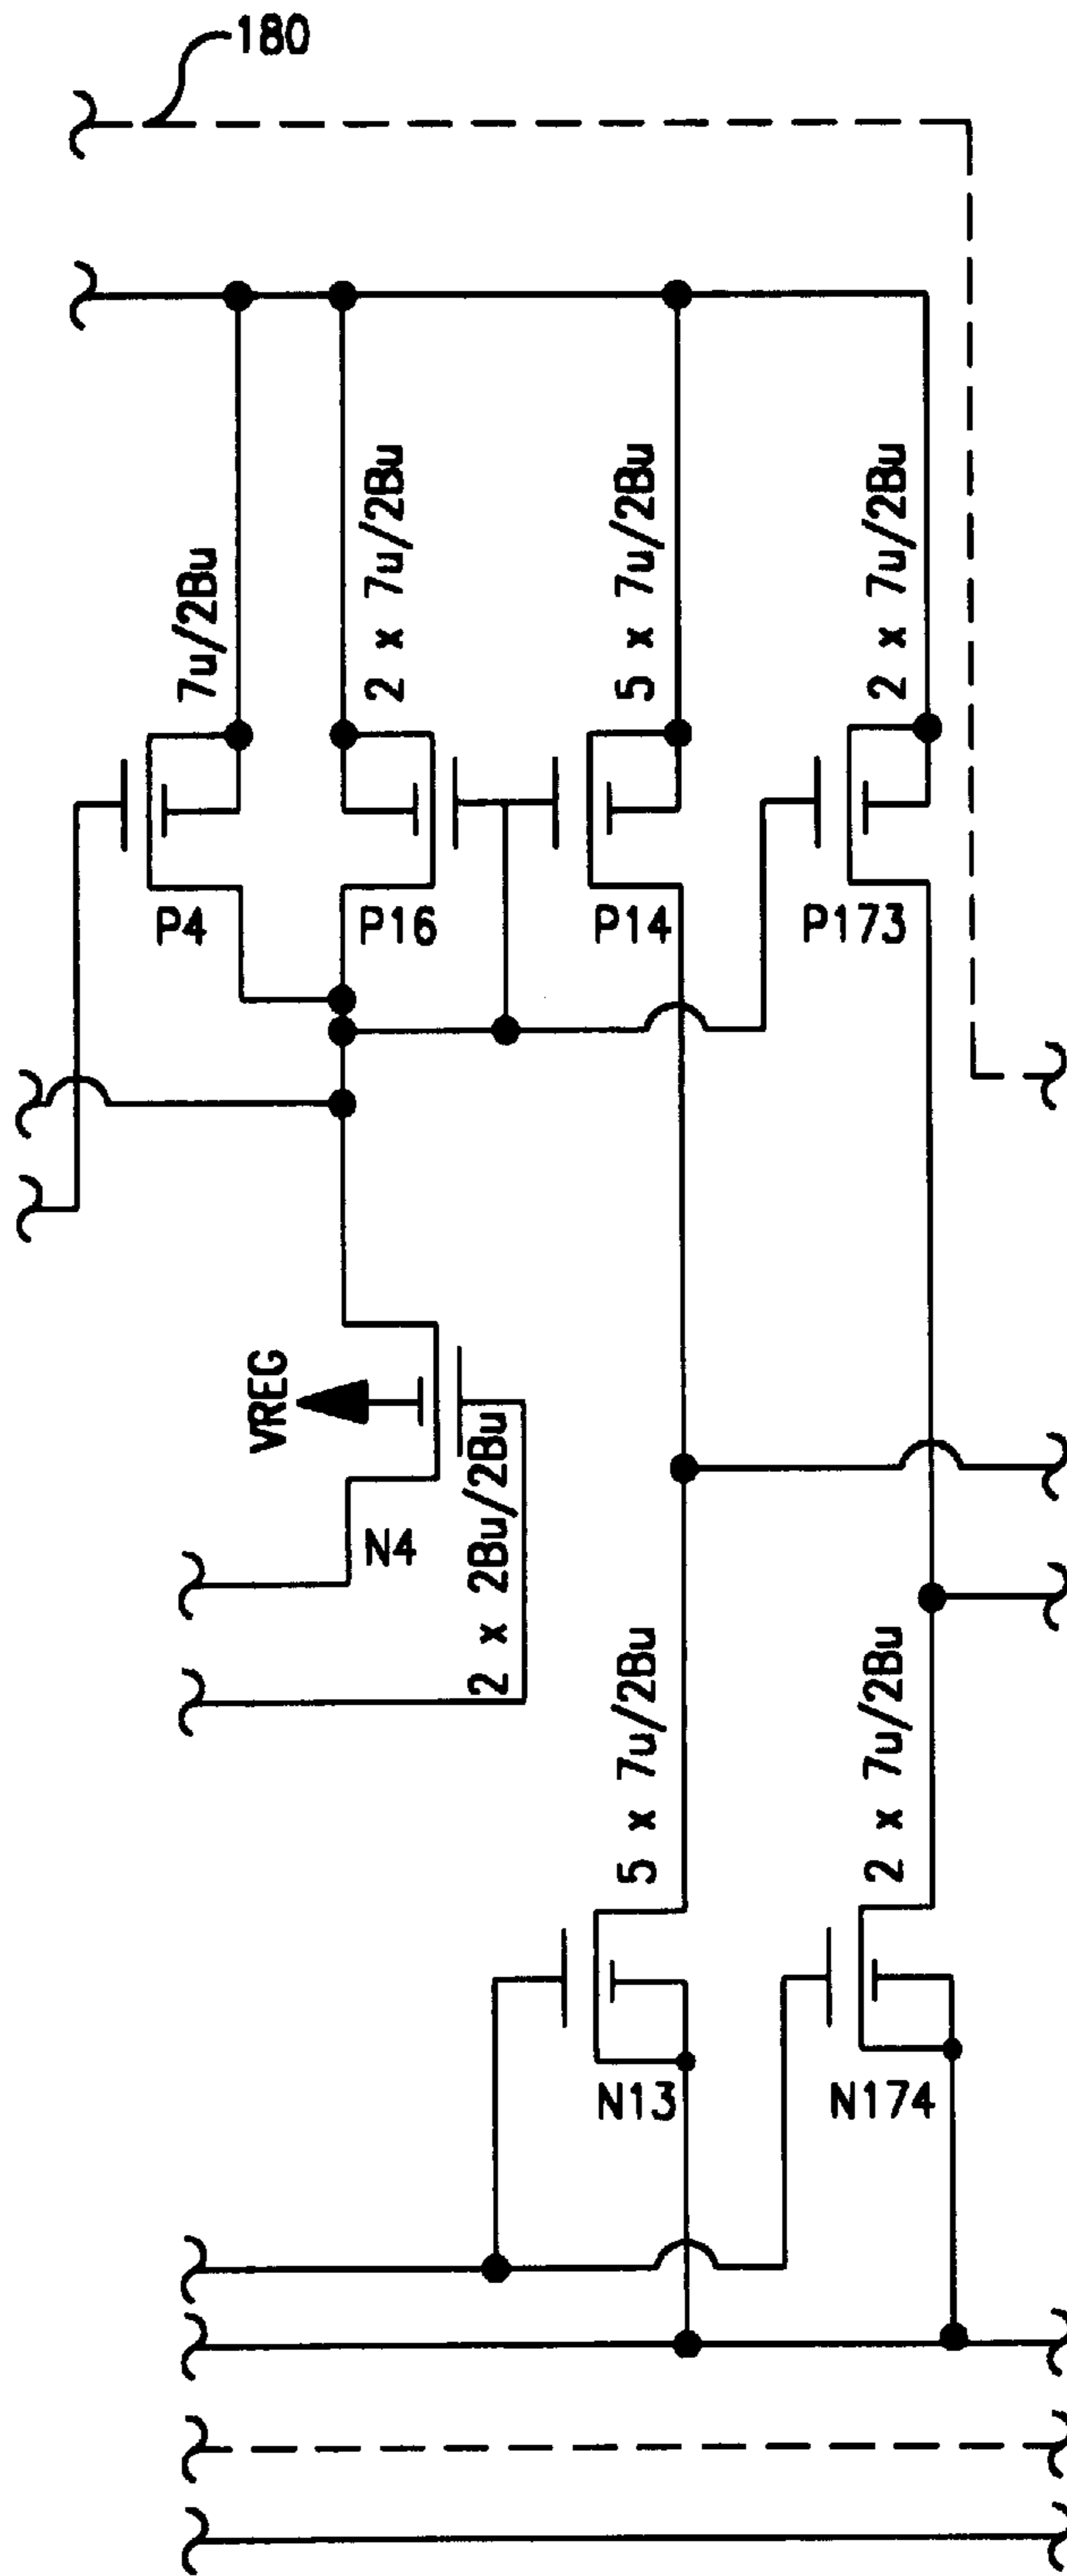 180
7u/2Bu
2 x 7u/2Bu
5 x 7u/2Bu
2 x 7u/2Bu
P4
P16
P14
P173
VREG
N4
2 x 2Bu/2Bu
5 x 7u/2Bu
2 x 7u/2Bu
N13
N174